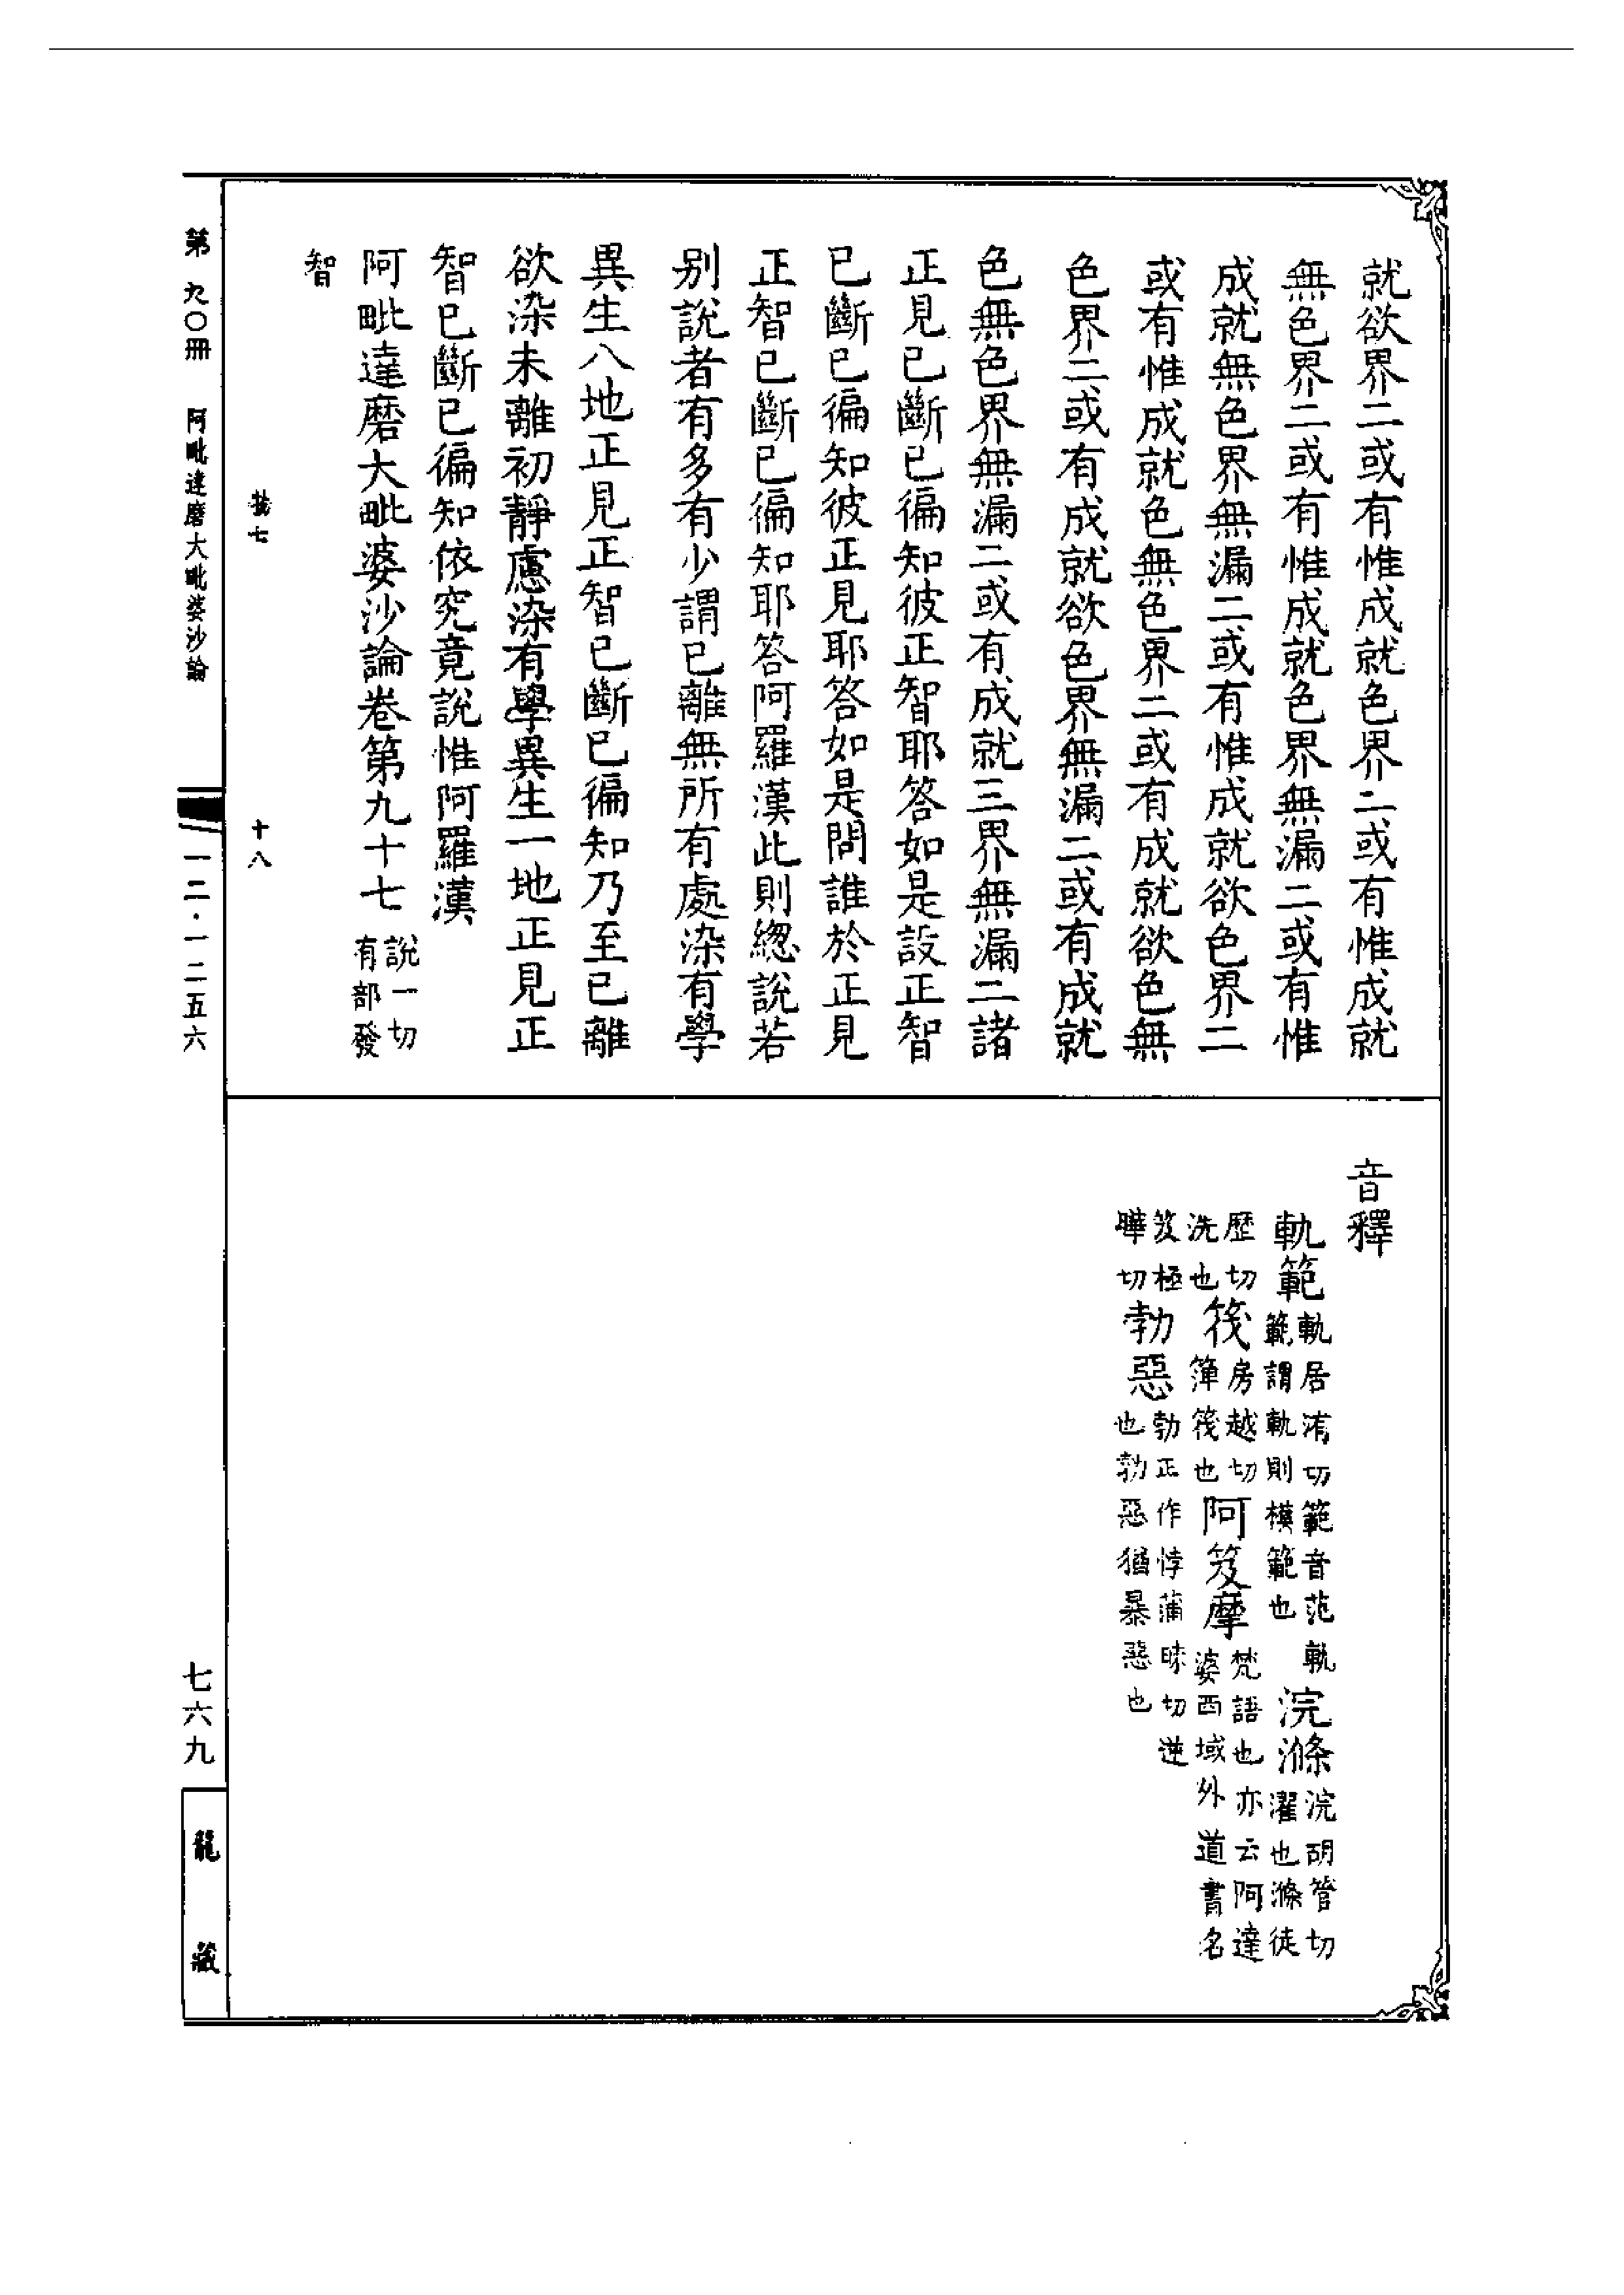 就欲界二或有惟成就色界二或有惟成就
無色界二或有惟成就色界無漏二或有惟
成就無色界無漏二或有惟成就欲色界二
或有惟成就色無色界二或有成就欲色無
色界二或有成就欲色界無漏二或有成就
色無色界無漏二或有成就三界無漏二諸
正見已斷已徧知彼正智耶答如是設正智
已斷已徧知彼正見耶答如是問誰於正見
正智已斷已徧知耶答阿羅漢此則總說若
别說者有多有少謂已離無所有處染有學
異生八地正見正智已斷已徧知乃至已離
欲染未離初靜慮染有學異生一地正見正
智已斷已徧知依究竟說惟阿羅漢
阿毗達磨大毗婆沙論卷第九十七 說一切有部發
智
七 十八
音釋
軌範 軌居洧切範音范軌範謂軌則模範也 浣滌 浣胡管切濯也滌徒
歷切洗也 筏 房越切簰筏也 阿笈摩 梵語也亦云阿達婆西域外道書名
笈極曄切 勃惡 勃正作悖蒲昧切逆也勃惡猶暴惡也
第九〇冊 阿毗達磨大毗婆沙論 一二·一二五六 七六九 龍藏